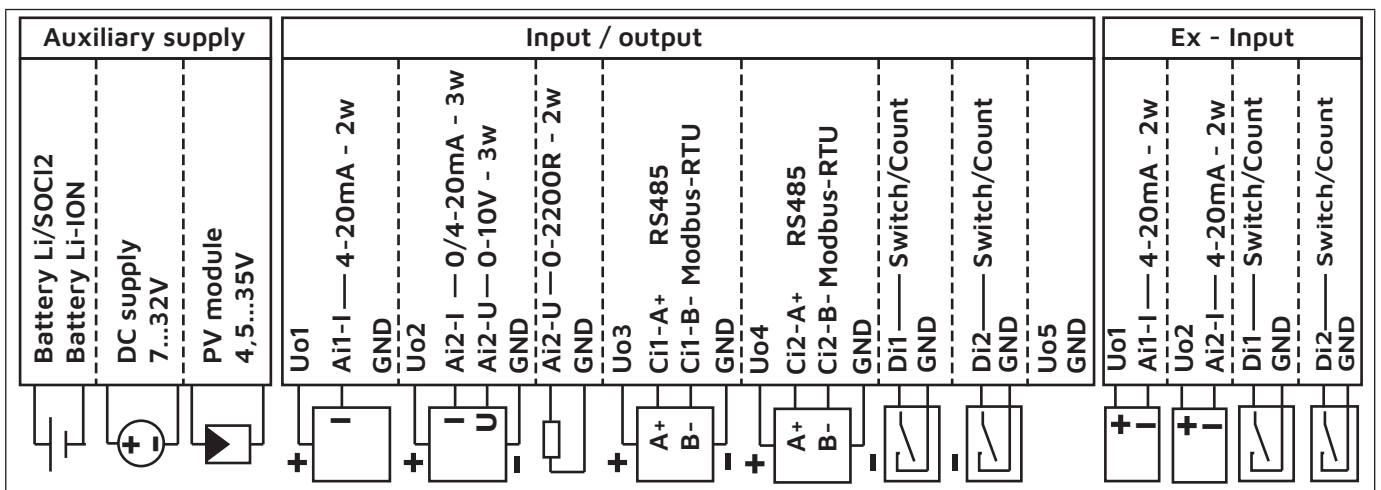 Auxiliary supply
Input / output
Ex - Input
Battery Li/SOCI2
Battery Li-ION
DC supply
7...32V
PV module
4,5...35V
Uo1
Ai1-I 4-20mA - 2w
GND
Uo2
Ai2-I 0/4-20mA - 3w
Ai2-U 0-10V - 3w
GND
Ai2-U 0-2200R - 2w
GND
Uo3
Ci1-A+ RS485
Ci1-B- Modbus-RTU
GND
Uo4
Ci2-A+ RS485
Ci2-B- Modbus-RTU
GND
Di1 Switch/Count
GND
Di2 Switch/Count
GND
Uo5
GND
Uo1
Ai1-I 4-20mA - 2w
Uo2
Ai2-I 4-20mA - 2w
Di1 Switch/Count
GND
Di2 Switch/Count
GND
+ -
+ I
+ I U -
+ A+ B- -
+ A+ B- -
-
-
+ I
+ I